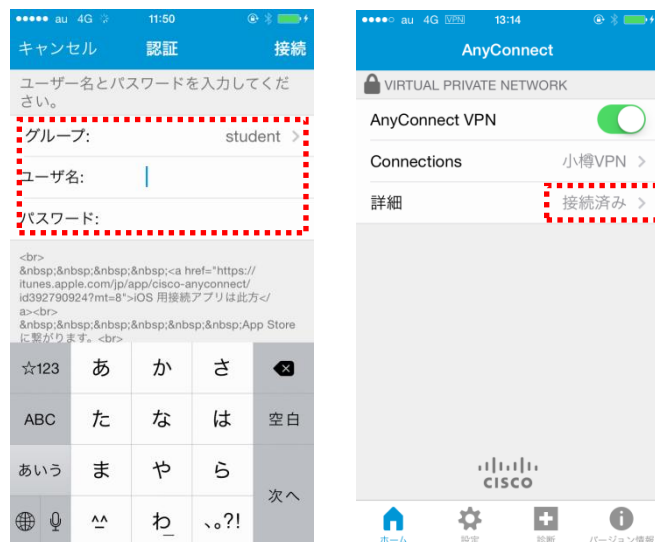 au 4G 11:50
キャンセル 認証 接続
ユーザー名とパスワードを入力してくだ
さい。
グループ: student >
ユーザ名:
パスワード:
<br>
&nbsp;&nbsp;&nbsp;&nbsp;<a href="https://
itunes.apple.com/jp/app/cisco-anyconnect/
id392790924?mt=8">iOS 用接続アプリは此方</
a><br>
&nbsp;&nbsp;&nbsp;&nbsp;&nbsp;&nbsp;App Store
に繋がります。<br>
☆123 あ か さ
ABC た な は 空白
あいう ま や ら
次へ
^^ わ 、。?!
au 4G VPN 13:14
AnyConnect
VIRTUAL PRIVATE NETWORK
AnyConnect VPN
Connections 小樽VPN >
詳細 接続済み >
CISCO
ホーム 設定 診断 バージョン情報